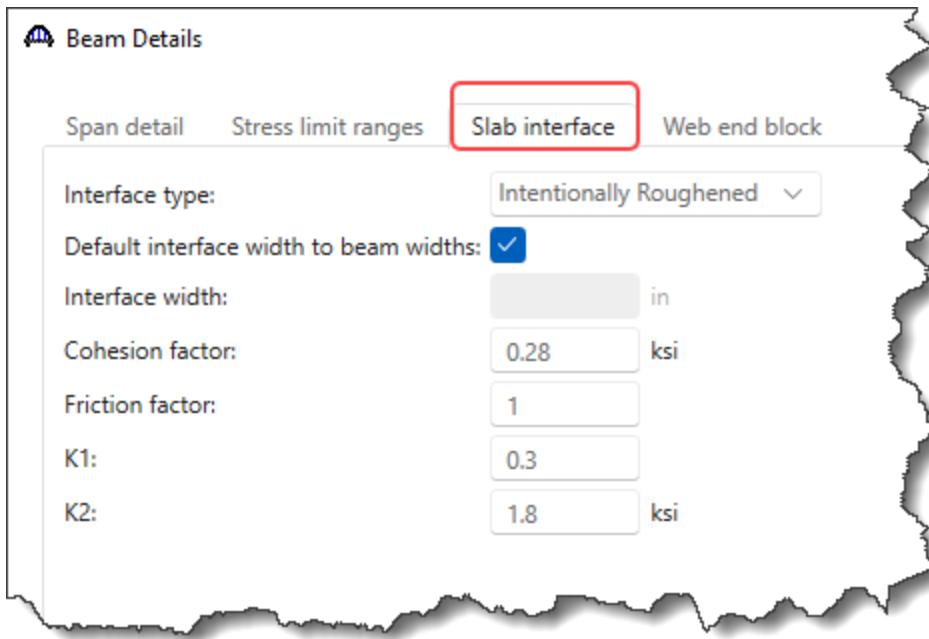 Beam Details
Span detail Stress limit ranges Slab interface Web end block
Interface type: Intentionally Roughened
Default interface width to beam widths:
Interface width: in
Cohesion factor: 0.28 ksi
Friction factor: 1
K1: 0.3
K2: 1.8 ksi